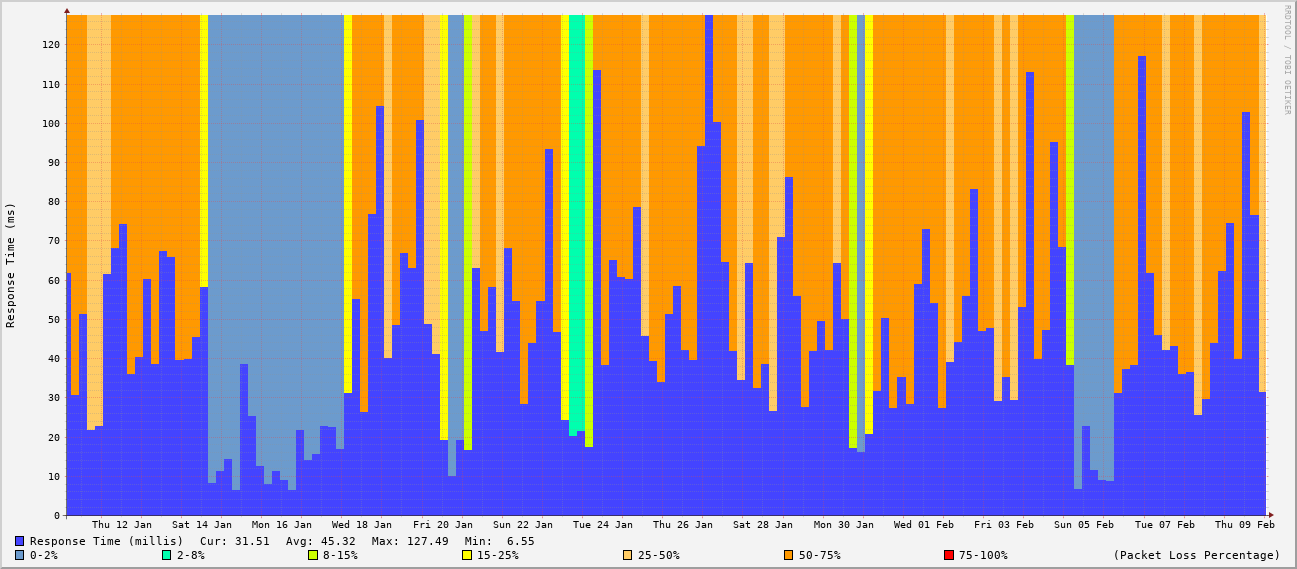 RRDTOOL / TOBI OETIKER
Response Time (ms)
120
110
100
90
80
70
60
50
40
30
20
10
0
Thu 12 Jan Sat 14 Jan Mon 16 Jan Wed 18 Jan Fri 20 Jan Sun 22 Jan Tue 24 Jan Thu 26 Jan Sat 28 Jan Mon 30 Jan Wed 01 Feb Fri 03 Feb Sun 05 Feb Tue 07 Feb Thu 09 Feb
Response Time (millis) Cur: 31.51 Avg: 45.32 Max: 127.49 Min: 6.55
0-2% 2-8% 8-15% 15-25% 25-50% 50-75% 75-100% (Packet Loss Percentage)